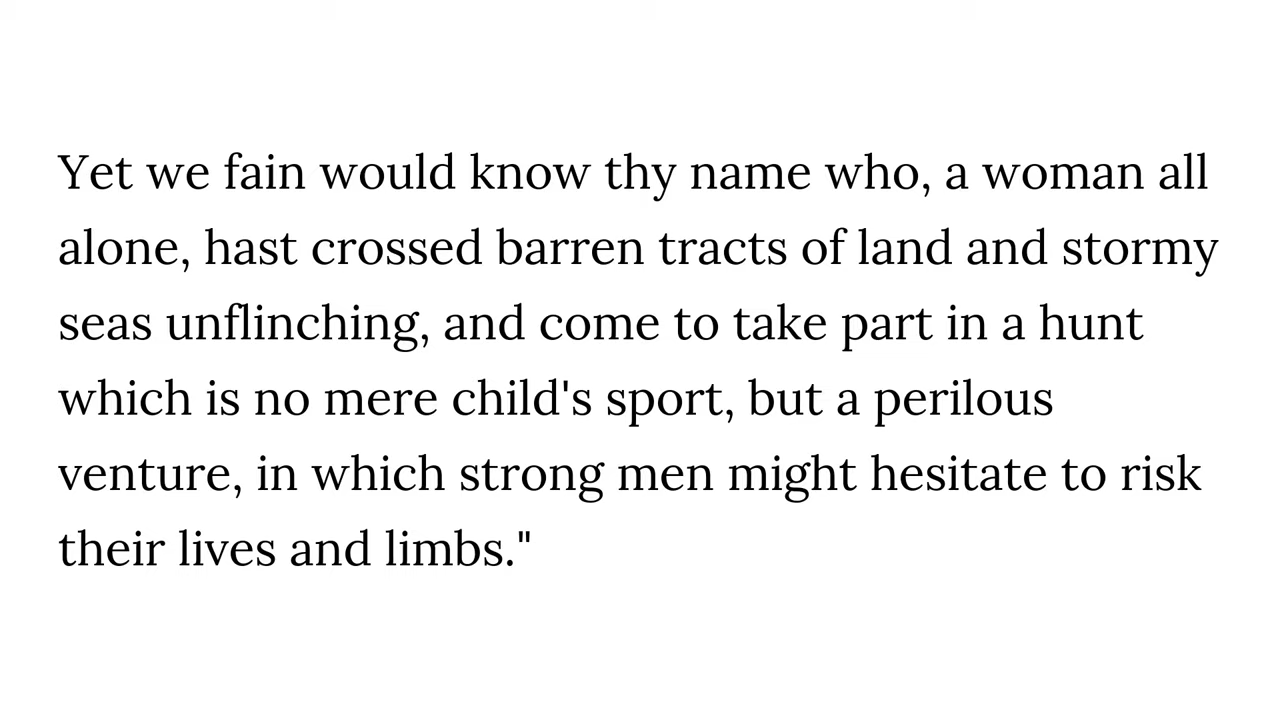 Yet we fain would know thy name who, a woman all
alone, hast crossed barren tracts of land and stormy
seas unflinching, and come to take part in a hunt
which is no mere child's sport, but a perilous
venture, in which strong men might hesitate to risk
their lives and limbs."